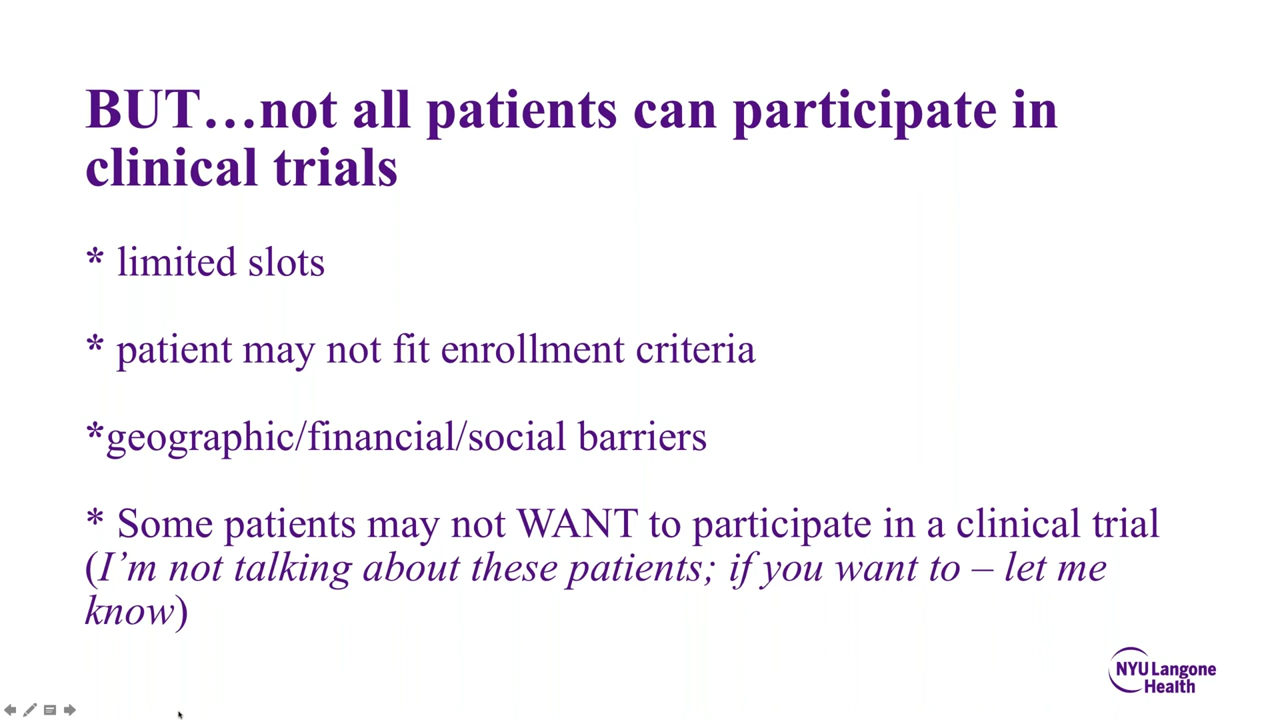 BUT…not all patients can participate in
clinical trials
* limited slots
* patient may not fit enrollment criteria
*geographic/financial/social barriers
* Some patients may not WANT to participate in a clinical trial
(I’m not talking about these patients; if you want to – let me
know)
NYU Langone
Health